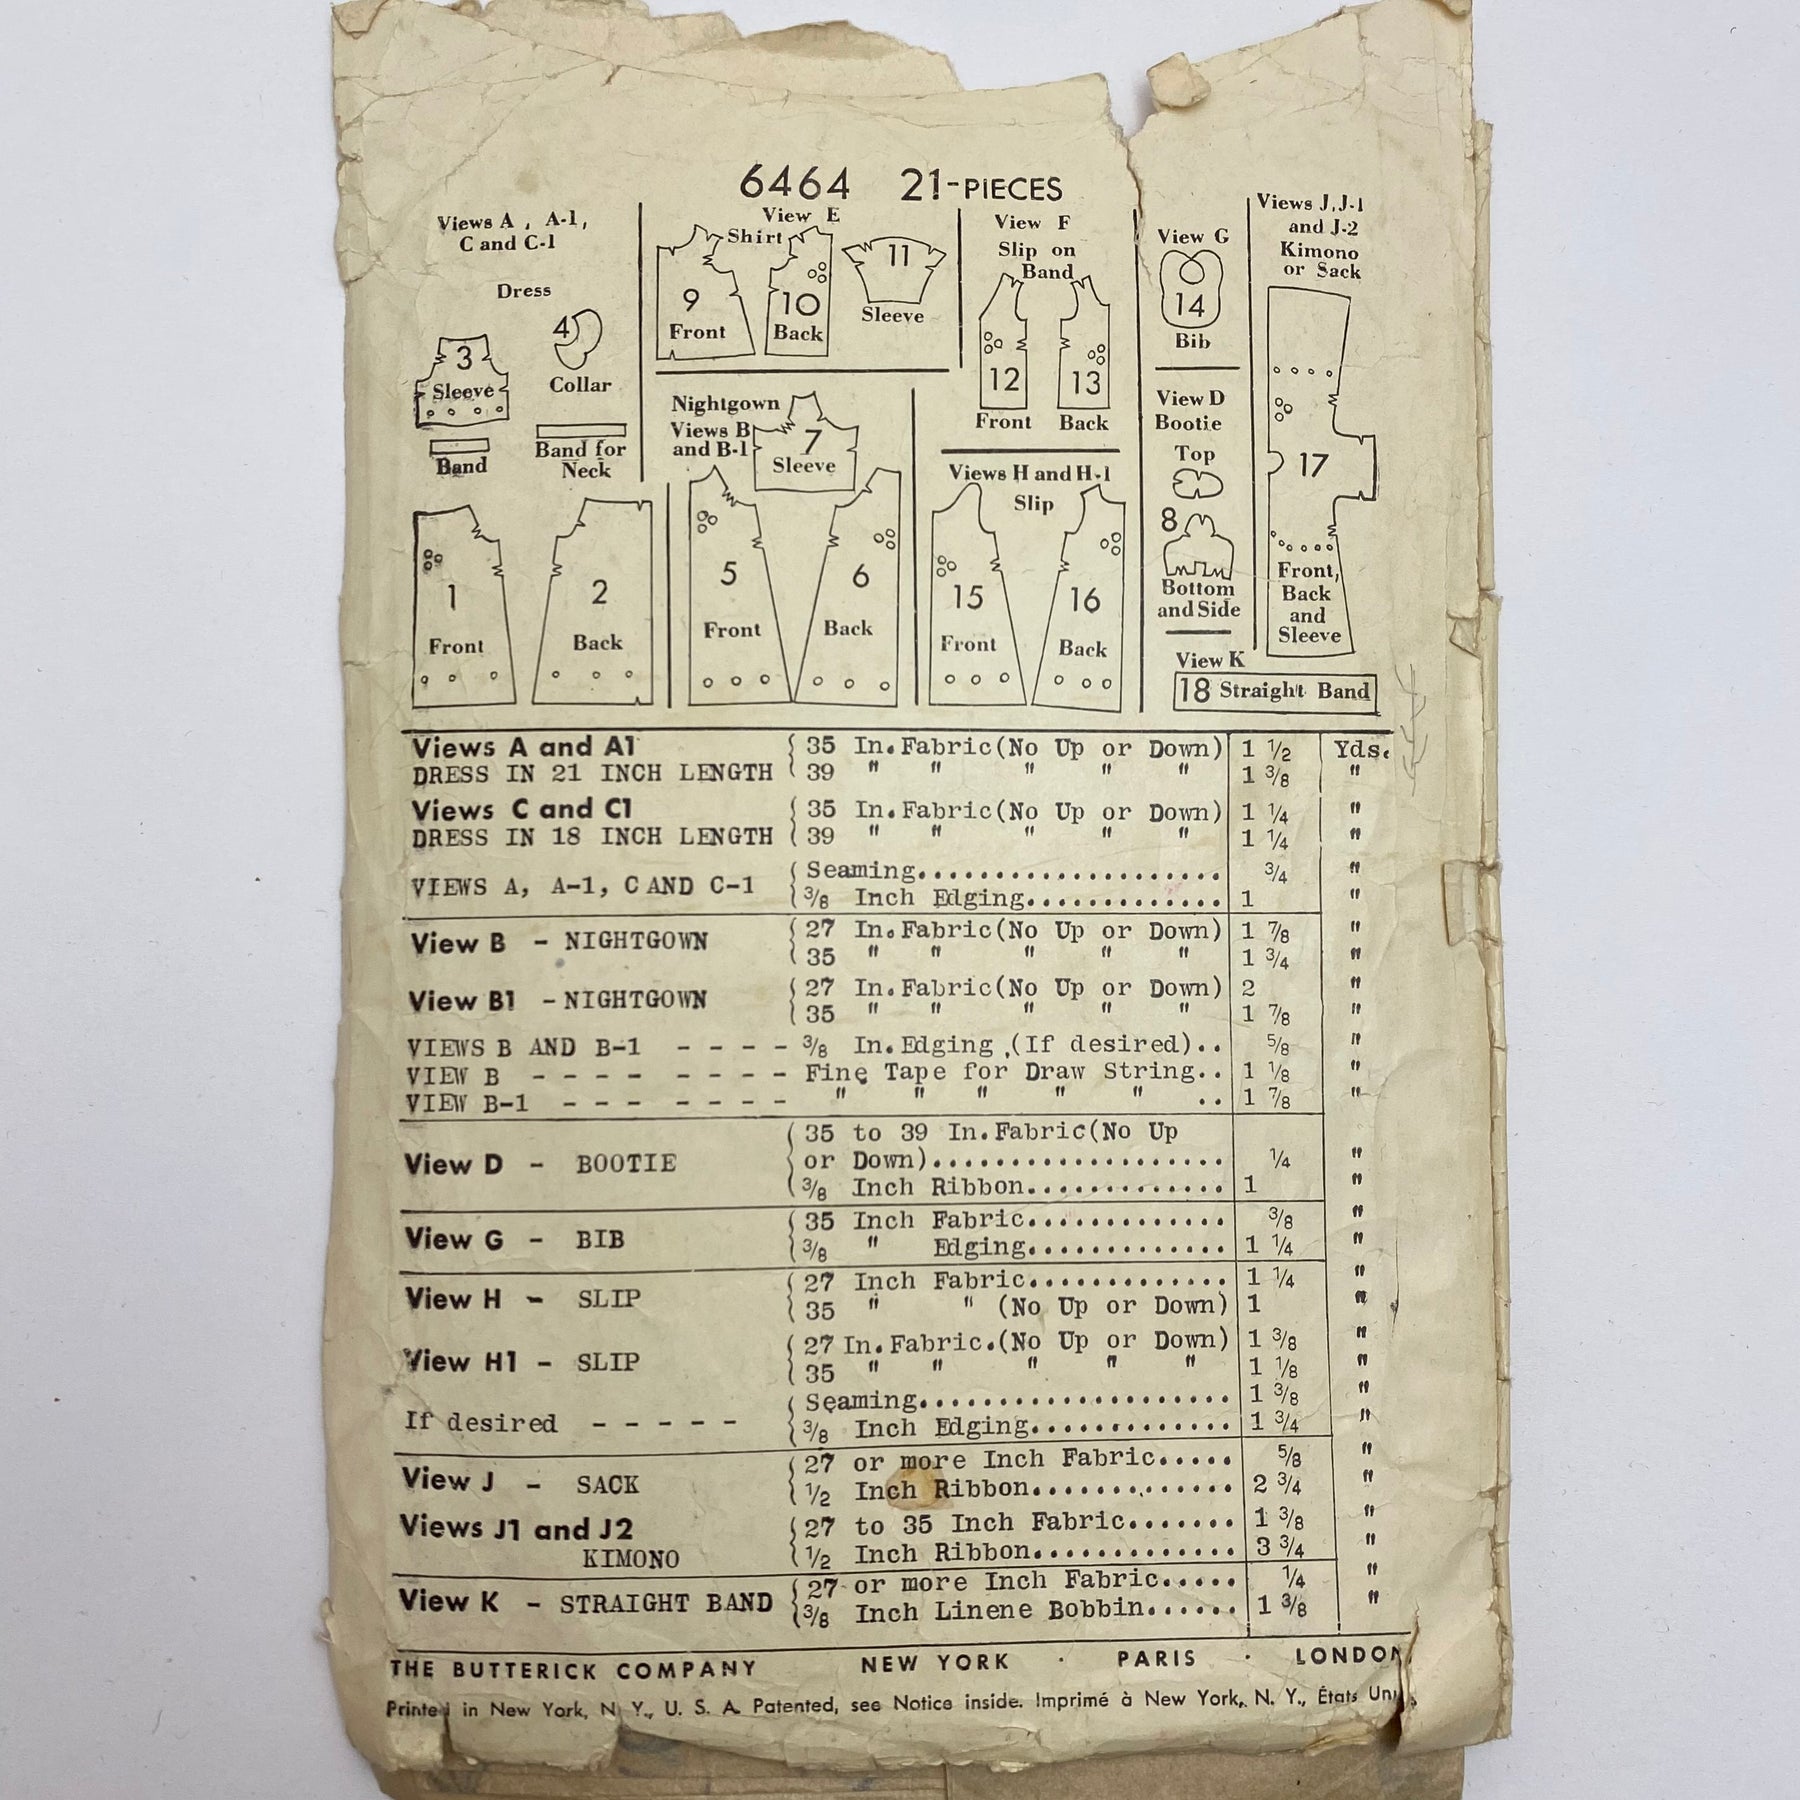 6464 21-PIECES
Views A, A-1,
C and C-1
Dress
3
Sleeve
4
Collar
Band
Band for
Neck
1
Front
2
Back
View E
Shirt
9
Front
10
Back
11
Sleeve
Nightgown
Views B
and B-1
7
Sleeve
5
Front
6
Back
View F
Slip on
Band
12
Front
13
Back
Views H and H-1
Slip
15
Front
16
Back
View G
14
Bib
View D
Bootie
Top
8
Bottom
and Side
Views J, J-1
and J-2
Kimono
or Sack
17
Front,
Back
and
Sleeve
View K
18 Straight Band
Views A and A1 35 In. Fabric (No Up or Down) 1 1/2 Yds.
DRESS IN 21 INCH LENGTH 39 " " " " " 1 3/8 "
Views C and C1 35 In. Fabric (No Up or Down) 1 1/4 "
DRESS IN 18 INCH LENGTH 39 " " " " " 1 1/4 "
VIEWS A, A-1, C AND C-1 Seaming.................... 3/4 "
3/8 Inch Edging............. 1 "
View B - NIGHTGOWN 27 In. Fabric (No Up or Down) 1 7/8 "
35 " " " " " 1 3/4 "
View B1 - NIGHTGOWN 27 In. Fabric (No Up or Down) 2 "
35 " " " " " 1 7/8 "
VIEWS B AND B-1 - - - - 3/8 In. Edging (If desired).. 5/8 "
VIEW B - - - - - - - - Fine Tape for Draw String.. 1 1/8 "
VIEW B-1 - - - - - - - " " " " " .. 1 7/8 "
View D - BOOTIE 35 to 39 In. Fabric (No Up
or Down)................... 1/4 "
3/8 Inch Ribbon............. 1 "
View G - BIB 35 Inch Fabric............. 3/8 "
3/8 " Edging............. 1 1/4 "
View H - SLIP 27 Inch Fabric............. 1 1/4 "
35 " " (No Up or Down) 1 "
View H1 - SLIP 27 In. Fabric. (No Up or Down) 1 3/8 "
35 " " " " " 1 1/8 "
Seaming.................... 1 3/8 "
If desired - - - - - 3/8 Inch Edging............. 1 3/4 "
View J - SACK 27 or more Inch Fabric..... 5/8 "
1/2 Inch Ribbon............. 2 3/4 "
Views J1 and J2 27 to 35 Inch Fabric....... 1 3/8 "
KIMONO 1/2 Inch Ribbon............. 3 3/4 "
View K - STRAIGHT BAND 27 or more Inch Fabric..... 1/4 "
3/8 Inch Linene Bobbin...... 1 3/8 "
THE BUTTERICK COMPANY NEW YORK · PARIS · LONDON
Printed in New York, N. Y., U. S. A. Patented, see Notice inside. Imprimé à New York, N. Y., États Unis